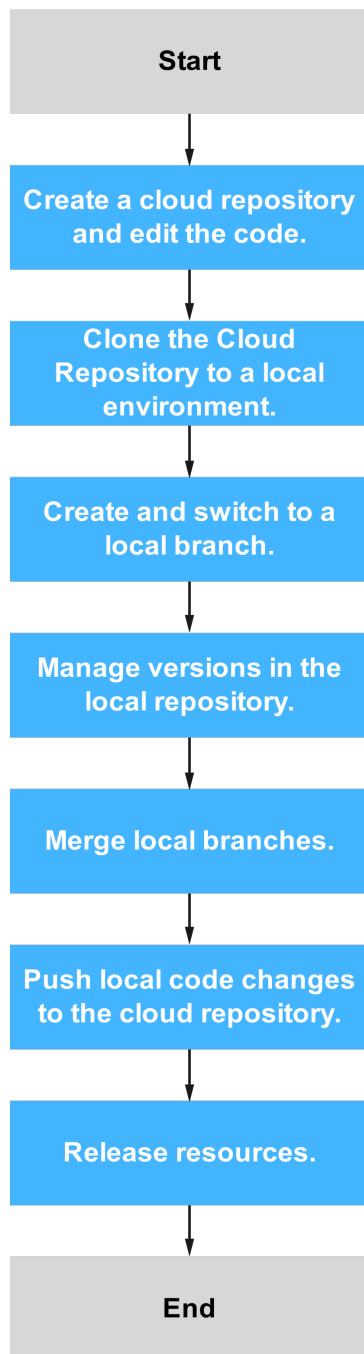 Start
Create a cloud repository
and edit the code.
Clone the Cloud
Repository to a local
environment.
Create and switch to a
local branch.
Manage versions in the
local repository.
Merge local branches.
Push local code changes
to the cloud repository.
Release resources.
End